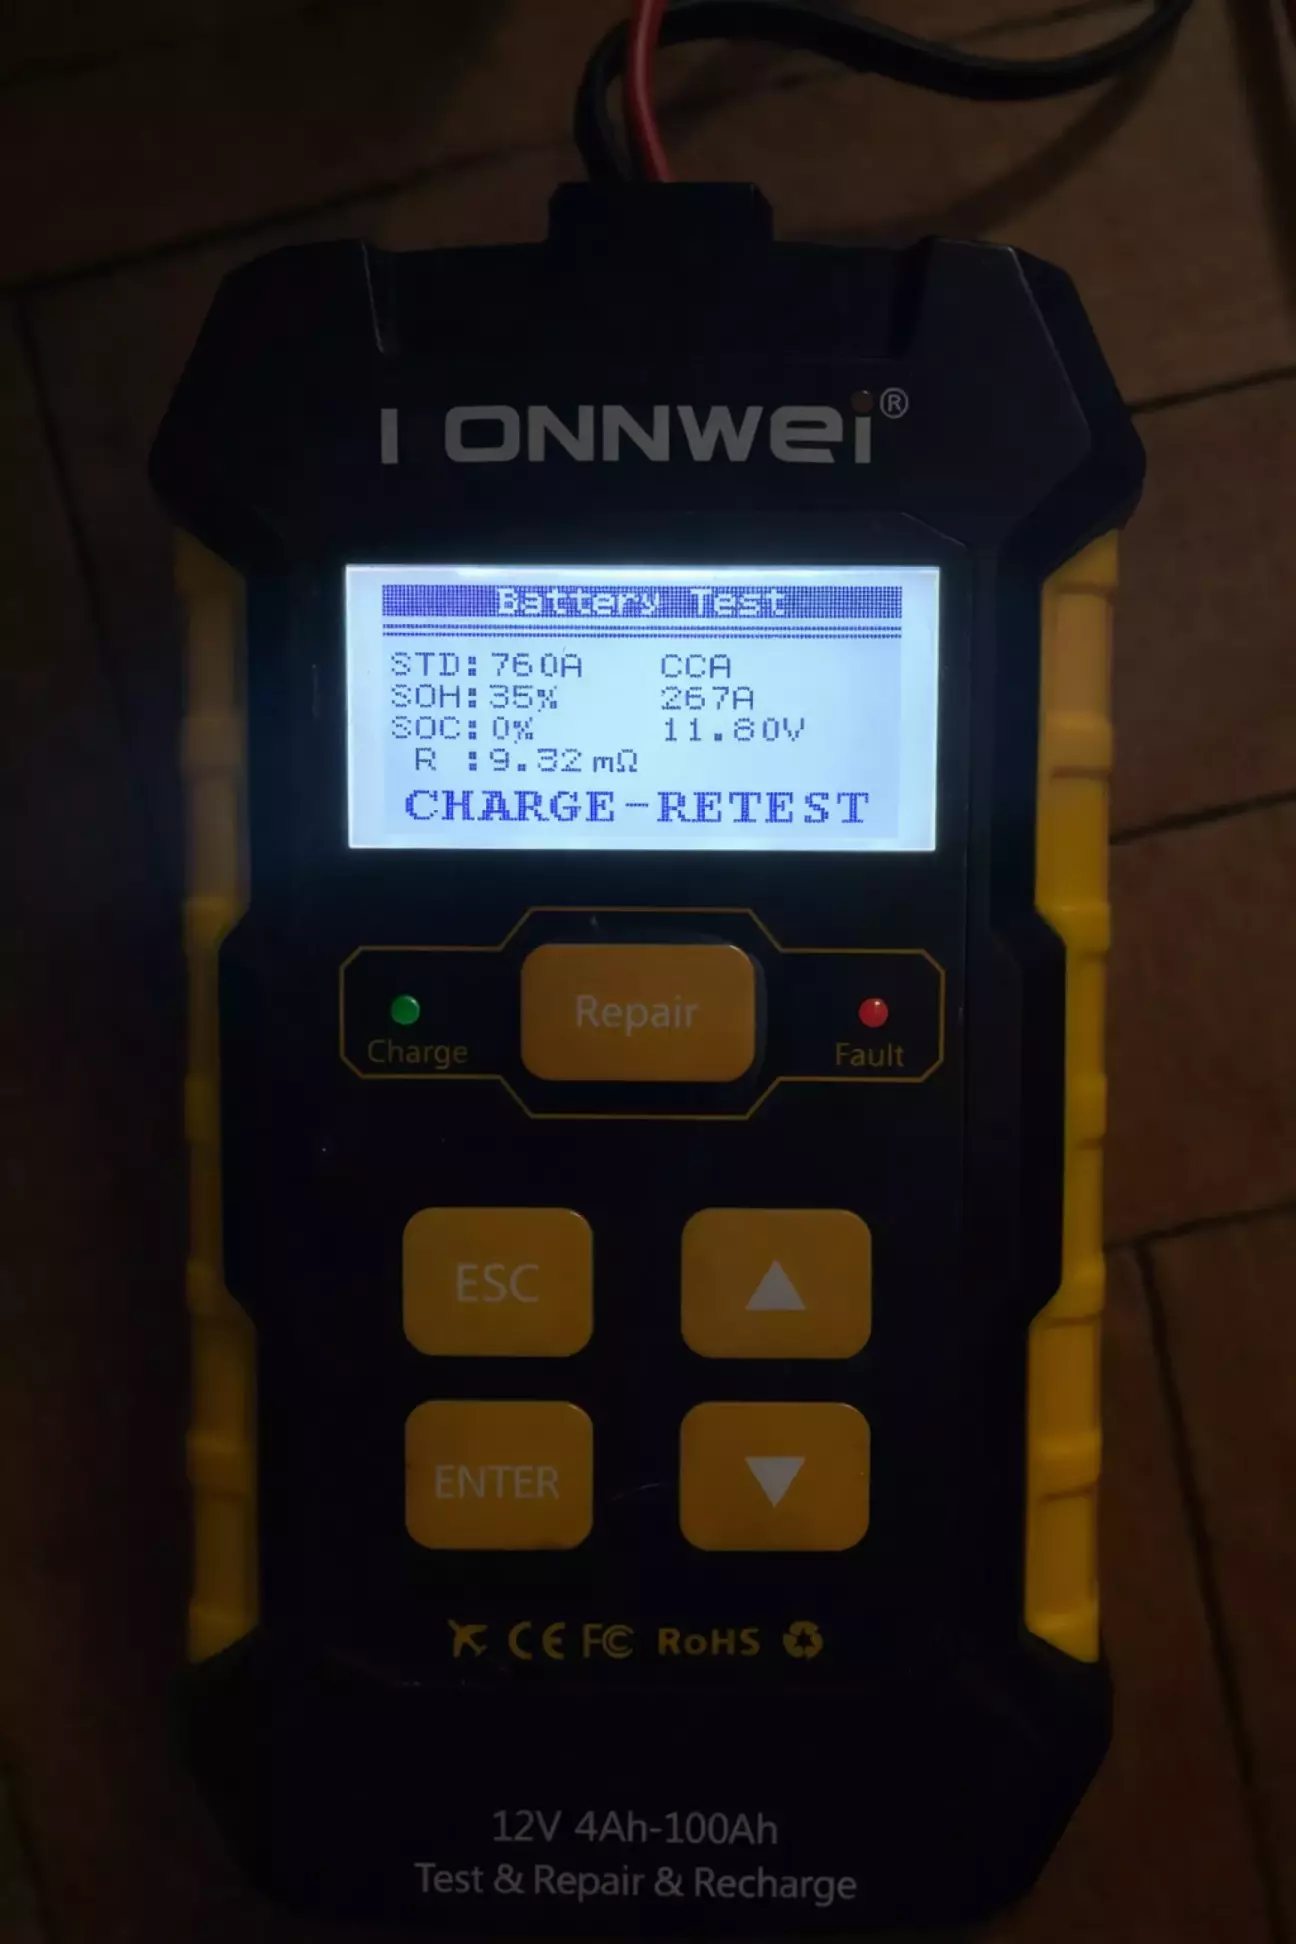 KONNWEI®
Battery Test
STD: 760A CCA
SOH: 35% 267A
SOC: 0% 11.80V
R : 9.32mΩ
CHARGE-RETEST
Repair
Charge
Fault
ESC
▲
ENTER
▼
CE FC RoHS
12V 4Ah-100Ah
Test & Repair & Recharge